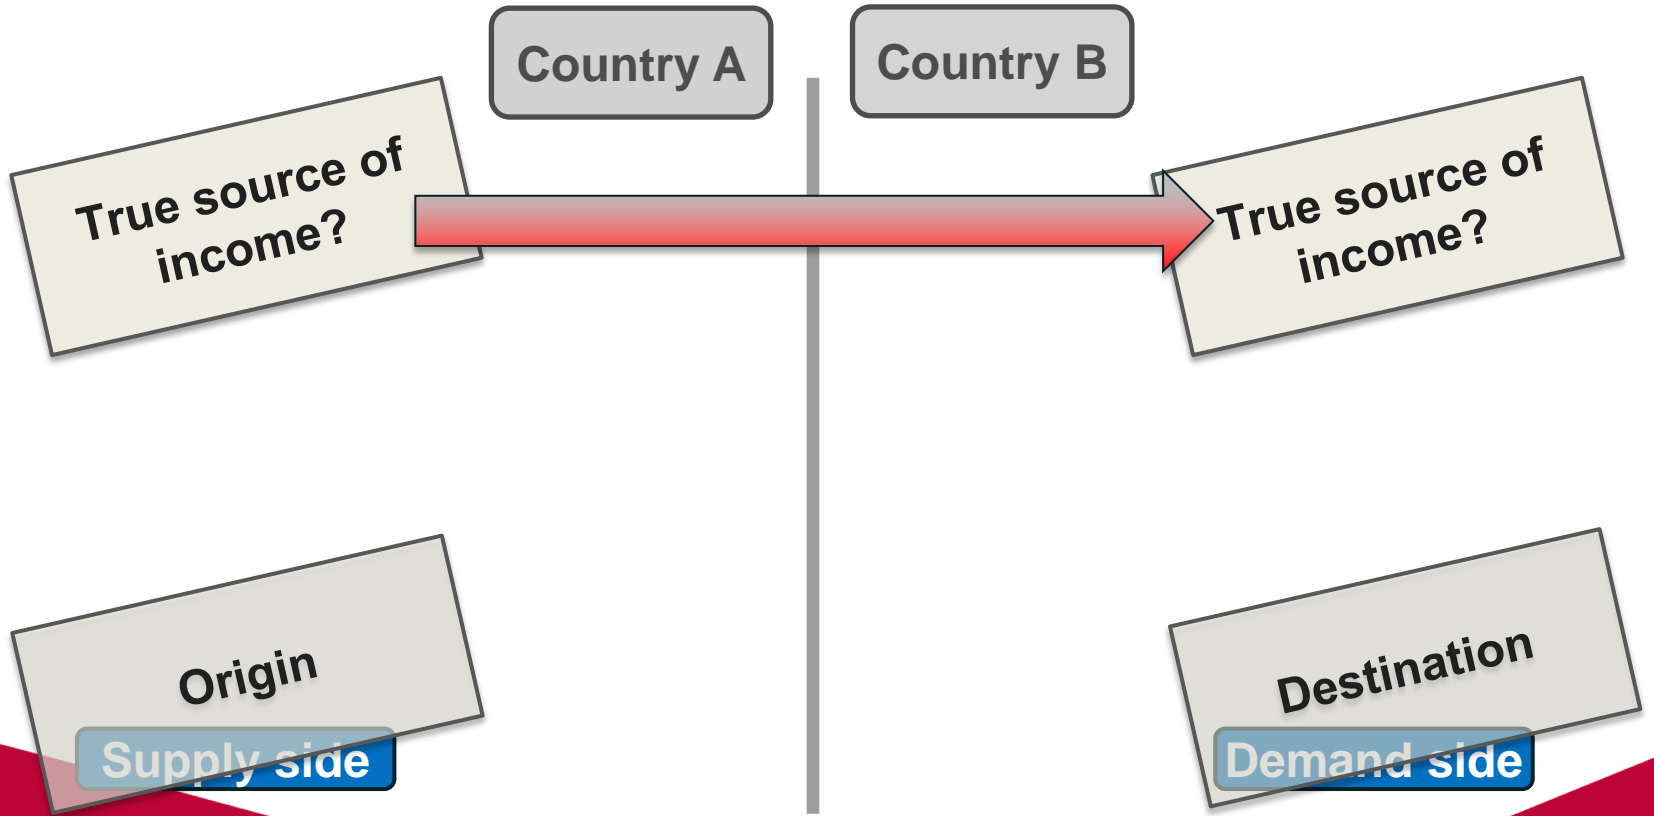 Country A
Country B
True source of
income?
True source of
income?
Origin
Supply side
Destination
Demand side